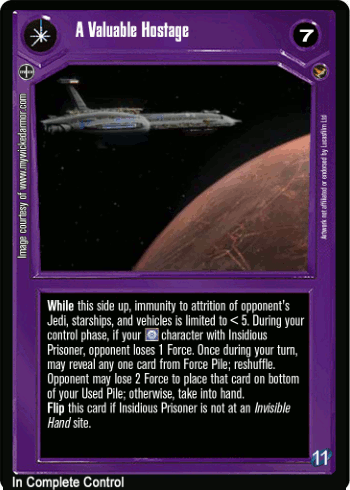 A Valuable Hostage
7
Image courtesy of www.mywickedarmor.com
Artwork not affiliated or endorsed by Lucasfilm Ltd
While this side up, immunity to attrition of opponent's
Jedi, starships, and vehicles is limited to < 5. During your
control phase, if your character with Insidious
Prisoner, opponent loses 1 Force. Once during your turn,
may reveal any one card from Force Pile; reshuffle.
Opponent may lose 2 Force to place that card on bottom
of your Used Pile; otherwise, take into hand.
Flip this card if Insidious Prisoner is not at an Invisible
Hand site.
11
In Complete Control